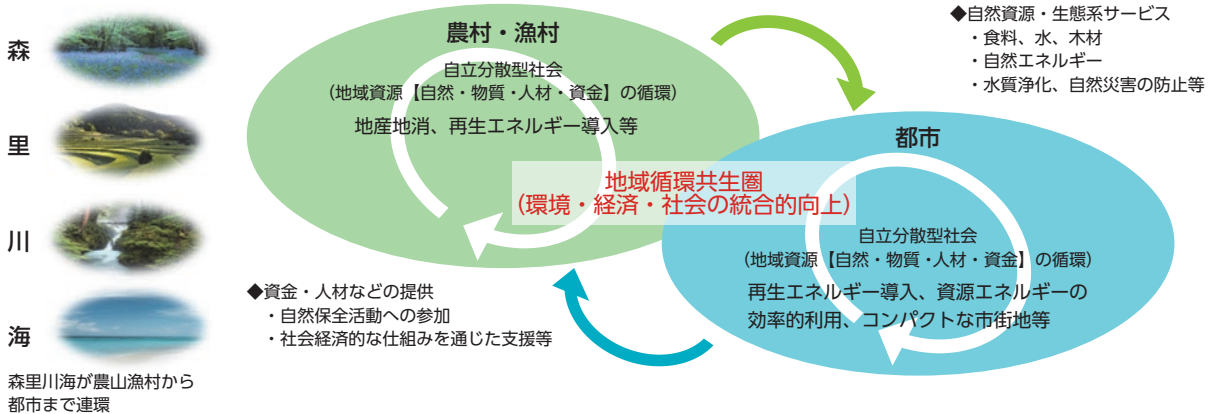 森
里
川
海
森里川海が農山漁村から
都市まで連環
農村・漁村
自立分散型社会
(地域資源【自然・物質・人材・資金】の循環)
地産地消、再生エネルギー導入等
◆自然資源・生態系サービス
・食料、水、木材
・自然エネルギー
・水質浄化、自然災害の防止等
地域循環共生圏
(環境・経済・社会の統合的向上)
都市
自立分散型社会
(地域資源【自然・物質・人材・資金】の循環)
再生エネルギー導入、資源エネルギーの
効率的利用、コンパクトな市街地等
◆資金・人材などの提供
・自然保全活動への参加
・社会経済的な仕組みを通じた支援等